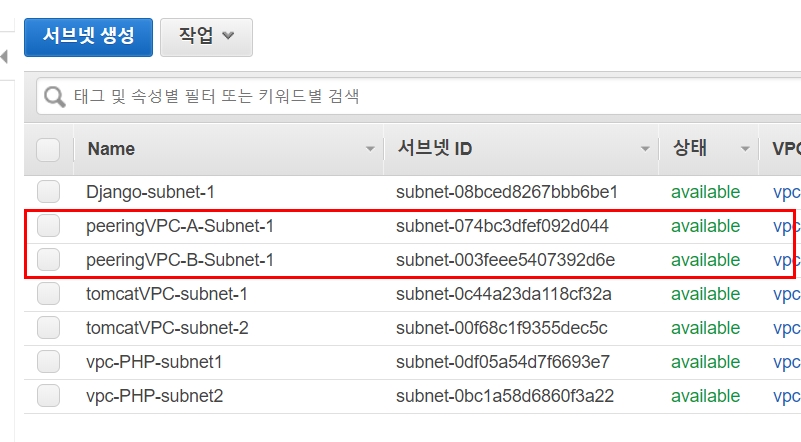 서브넷 생성 작업
태그 및 속성별 필터 또는 키워드별 검색
Name 서브넷 ID 상태 VPC
Django-subnet-1 subnet-08bced8267bbb6be1 available vpc-
peeringVPC-A-Subnet-1 subnet-074bc3dfef092d044 available vpc-
peeringVPC-B-Subnet-1 subnet-003feee5407392d6e available vpc-
tomcatVPC-subnet-1 subnet-0c44a23da118cf32a available vpc-
tomcatVPC-subnet-2 subnet-00f68c1f9355dec5c available vpc-
vpc-PHP-subnet1 subnet-0df05a54d7f6693e7 available vpc-
vpc-PHP-subnet2 subnet-0bc1a58d6860f3a22 available vpc-